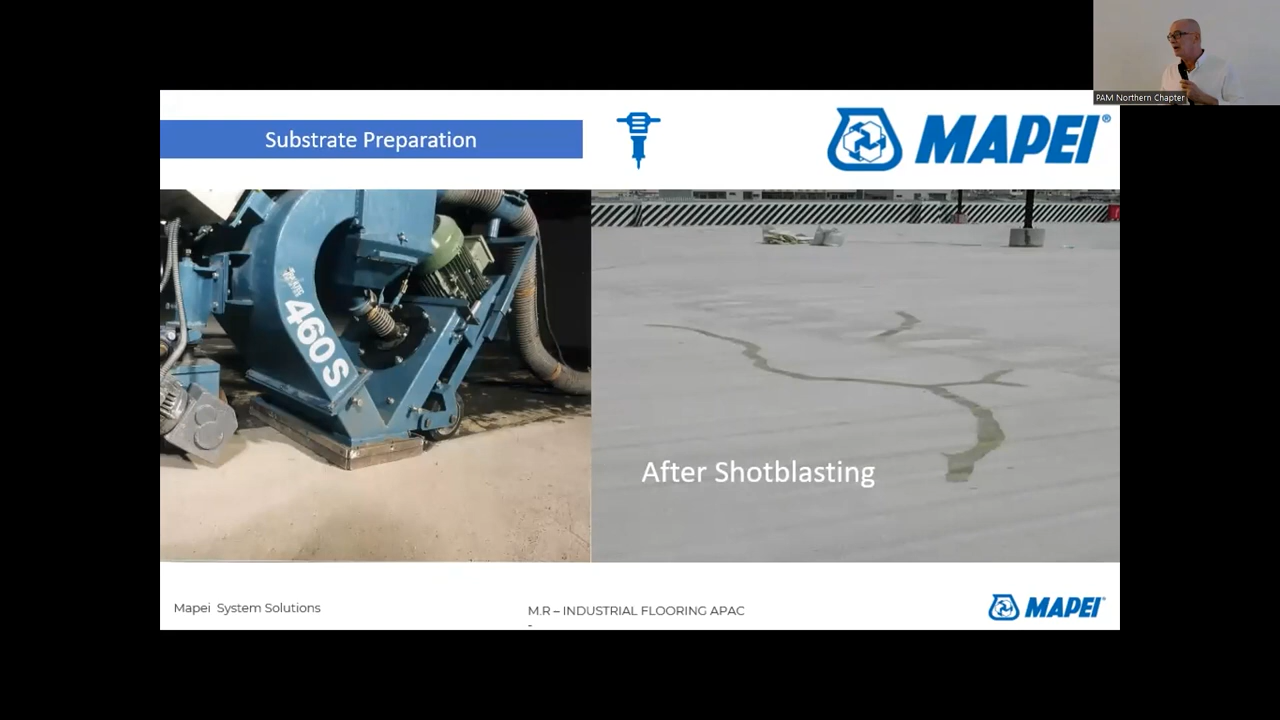 PAM Northern Chapter
Substrate Preparation
MAPEI®
460S
After Shotblasting
Mapei System Solutions
M.R – INDUSTRIAL FLOORING APAC
-
MAPEI®